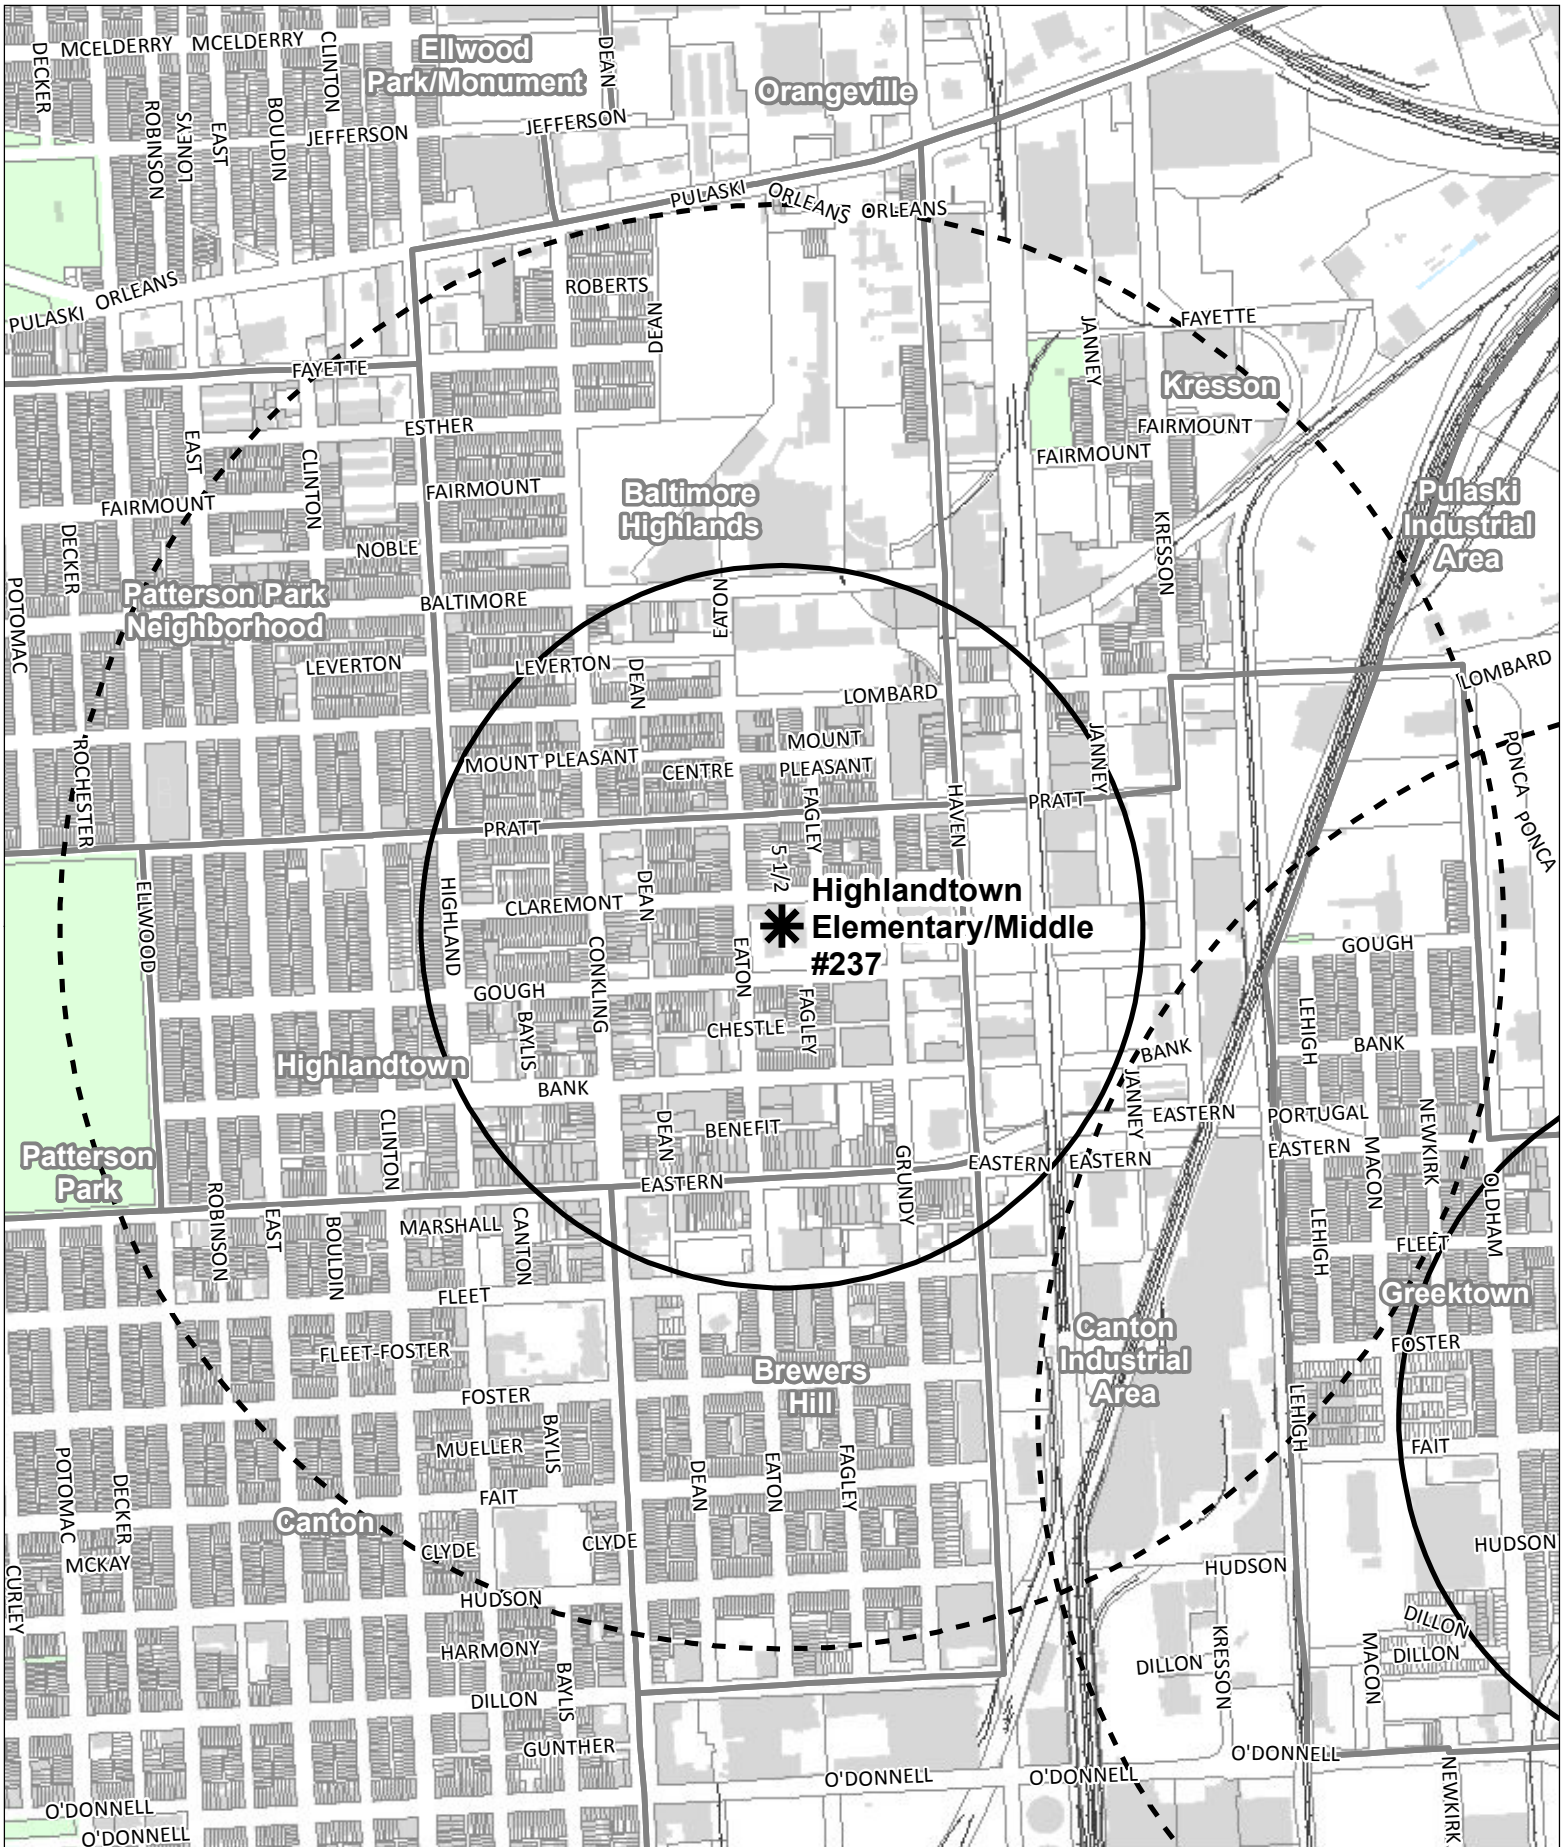 MCELDERRY
MCELDERRY
CLINTON
DECKER
Ellwood
Park/Monument
DEAN
Orangeville
ROBINSON
LONEYS
EAST
BOULDIN
JEFFERSON
JEFFERSON
PULASKI
ORLEANS
ORLEANS
ORLEANS
PULASKI
ROBERTS
DEAN
FAYETTE
JANNEY
FAYETTE
Kresson
ESTHER
FAIRMOUNT
EAST
CLINTON
FAIRMOUNT
FAIRMOUNT
FAIRMOUNT
Baltimore
Highlands
Pulaski
Industrial
Area
DECKER
NOBLE
KRESSON
POTOMAC
Patterson Park
Neighborhood
BALTIMORE
EATON
LEVERTON
LEVERTON
DEAN
LOMBARD
LOMBARD
ROCHESTER
MOUNT PLEASANT
CENTRE
MOUNT
PLEASANT
JANNEY
PONCA
PONCA
FAGLEY
HAVEN
PRATT
PRATT
5 1/2
ELLWOOD
HIGHLAND
CLAREMONT
DEAN
Highlandtown
Elementary/Middle
#237
CONKLING
EATON
GOUGH
GOUGH
BAYLIS
CHESTLE
FAGLEY
LEHIGH
BANK
BANK
Highlandtown
BANK
JANNEY
CLINTON
DEAN
BENEFIT
EASTERN
PORTUGAL
NEWKIRK
Patterson
Park
EASTERN
GRUNDY
EASTERN
EASTERN
EASTERN
MACON
OLDHAM
ROBINSON
EAST
BOULDIN
MARSHALL
CANTON
LEHIGH
FLEET
FLEET
Greektown
FLEET-FOSTER
Canton
Industrial
Area
FOSTER
Brewers
Hill
FOSTER
LEHIGH
BAYLIS
MUELLER
POTOMAC
DECKER
DEAN
EATON
FAGLEY
FAIT
FAIT
Canton
CLYDE
CLYDE
HUDSON
MCKAY
HUDSON
CURLEY
HUDSON
DILLON
HARMONY
DILLON
KRESSON
MACON
DILLON
BAYLIS
DILLON
GUNTHER
O'DONNELL
O'DONNELL
O'DONNELL
NEWKIRK
O'DONNELL
O'DONNELL